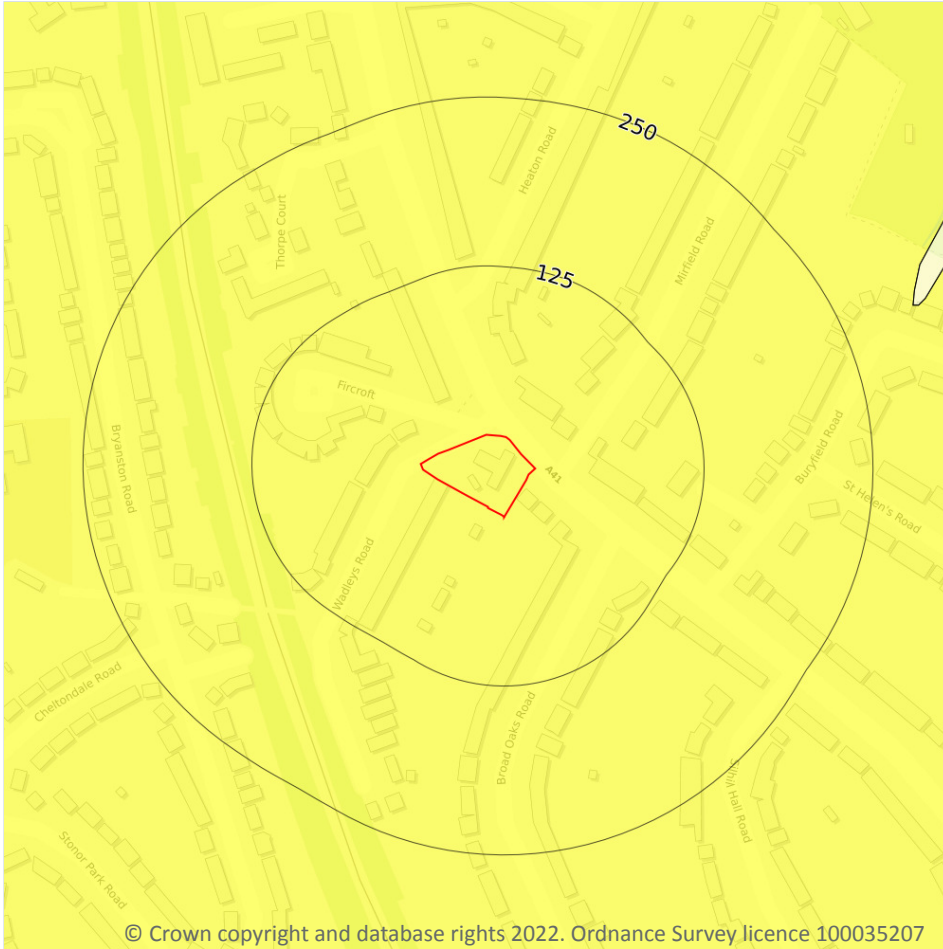 250
Heaton Road
Thorpe Court
Mirfield Road
125
Fircroft
Bryanston Road
Buryfield Road
A41
St Helen's Road
Wadleys Road
Cheltondale Road
Broad Oaks Road
Hall Road
Stonor Park Road
© Crown copyright and database rights 2022. Ordnance Survey licence 100035207